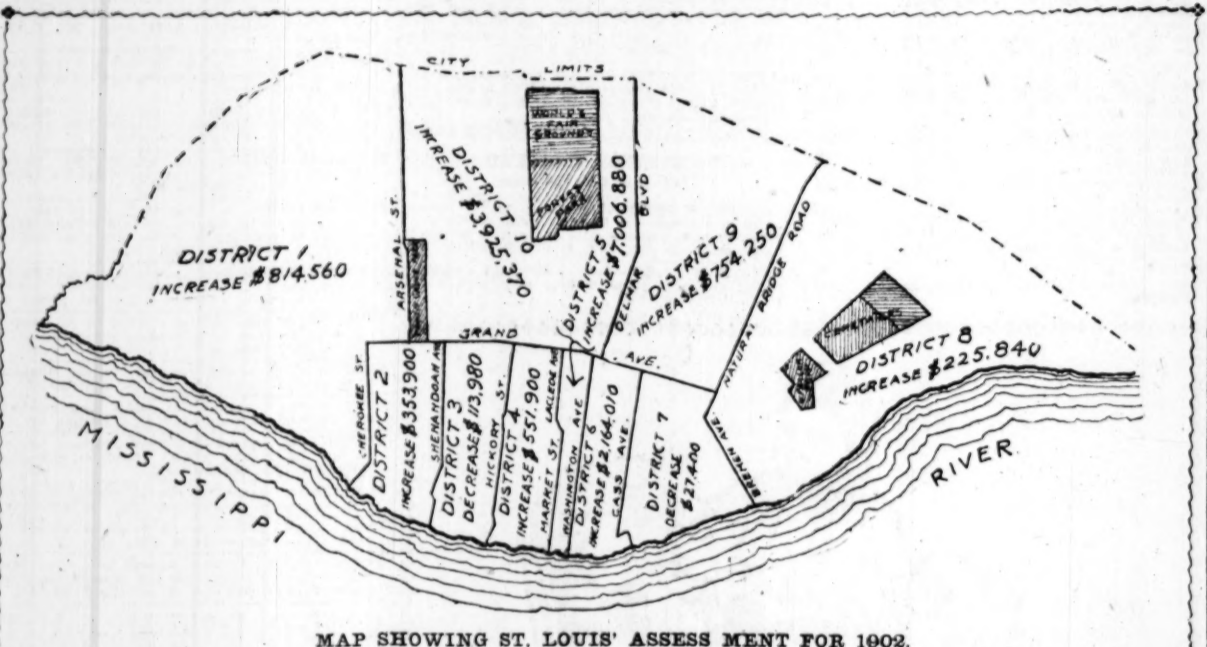 CITY LIMITS
WORLD'S
FAIR
GROUNDS
FOREST
PARK
DISTRICT 10
INCREASE $3,925.370
ARSENAL ST.
DISTRICT 1
INCREASE $814.560
DISTRICT 5
INCREASE $7.006.880
DELMAR BLVD
DISTRICT 9
INCREASE $754.250
NATURAL BRIDGE ROAD
DISTRICT 8
INCREASE $225.840
GRAND AVE.
CHEROKEE ST
DISTRICT 2
INCREASE $353.900
SHENANDOAH AVE
DISTRICT 3
DECREASE $113,980
HICKORY ST.
DISTRICT 4
INCREASE $551.900
MARKET ST. LACLEDE AVE
WASHINGTON AVE
DISTRICT 6
INCREASE $2,164.010
CASS AVE.
DISTRICT 7
DECREASE
$27.400
BREMEN AVE
MISSISSIPPI RIVER
MAP SHOWING ST. LOUIS' ASSESS MENT FOR 1902.